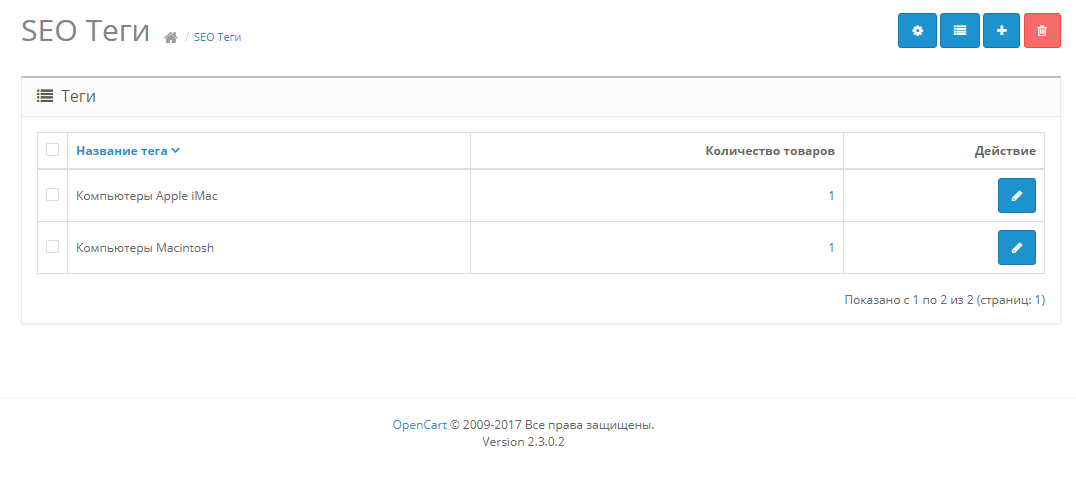 SEO Теги / SEO Теги
Теги
Название тега Количество товаров Действие
Компьютеры Apple iMac 1
Компьютеры Macintosh 1
Показано с 1 по 2 из 2 (страниц: 1)
OpenCart © 2009-2017 Все права защищены.
Version 2.3.0.2